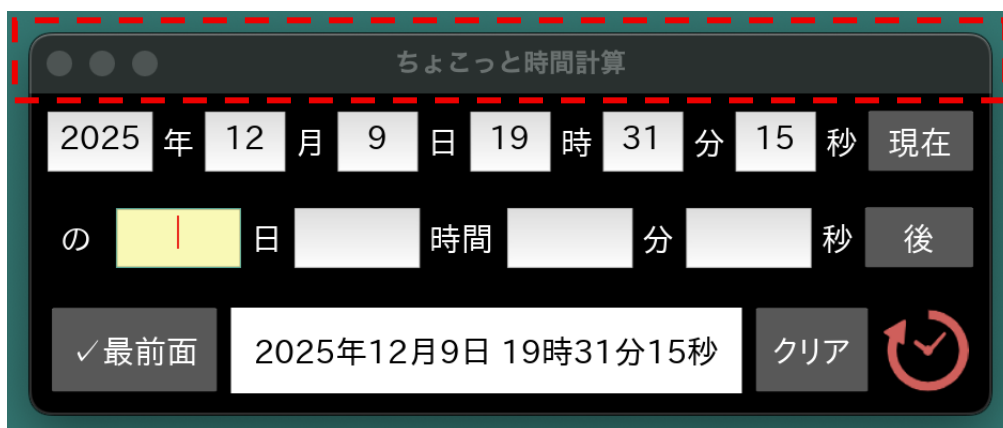 ちょこっと時間計算
2025 年 12 月 9 日 19 時 31 分 15 秒 現在
の 日 時間 分 秒 後
✓最前面 2025年12月9日 19時31分15秒 クリア